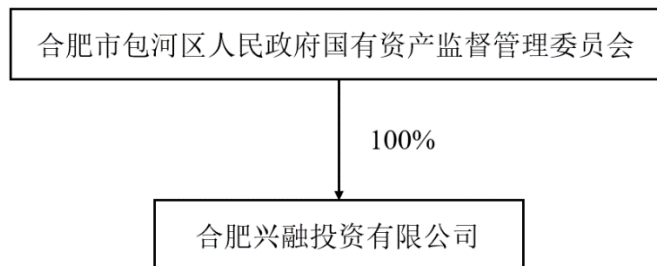 合肥市包河区人民政府国有资产监督管理委员会
100%
合肥兴融投资有限公司